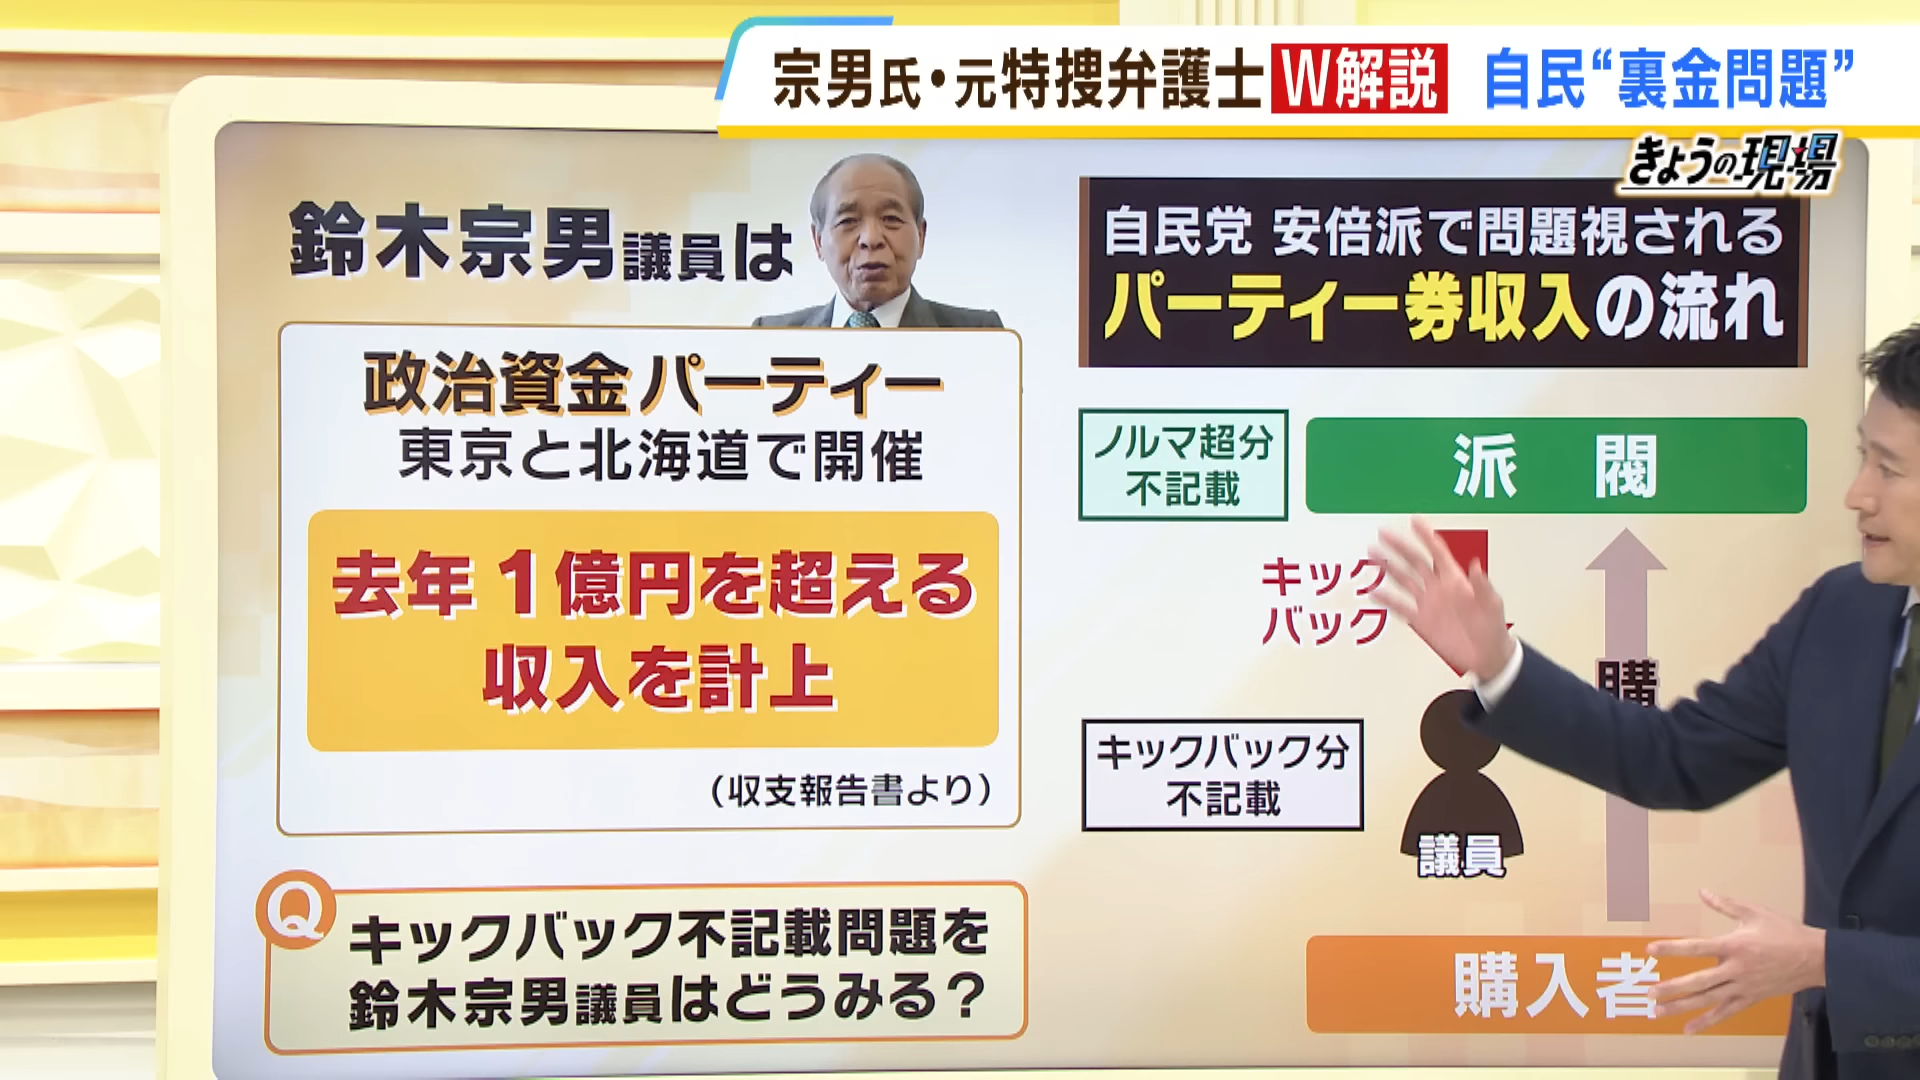 宗男氏・元特捜弁護士 W解説 自民“裏金問題”
きょうの現場
鈴木宗男議員は
政治資金パーティー
東京と北海道で開催
去年1億円を超える
収入を計上
（収支報告書より）
Q
キックバック不記載問題を
鈴木宗男議員はどうみる？
自民党 安倍派で問題視される
パーティー券収入の流れ
ノルマ超分
不記載
派閥
キック
バック
購
キックバック分
不記載
議員
購入者